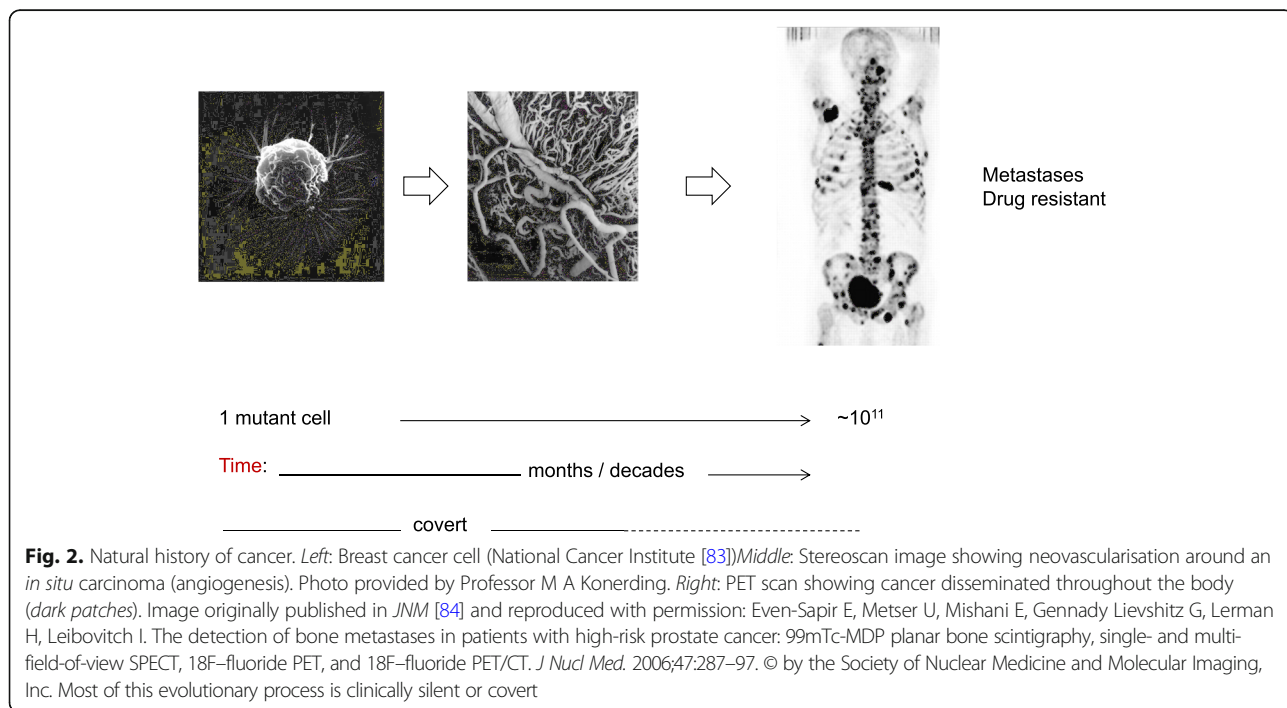 Metastases
Drug resistant
1 mutant cell
~10¹¹
Time:
months / decades
covert
Fig. 2. Natural history of cancer. Left: Breast cancer cell (National Cancer Institute [83])Middle: Stereoscan image showing neovascularisation around an
in situ carcinoma (angiogenesis). Photo provided by Professor M A Konerding. Right: PET scan showing cancer disseminated throughout the body
(dark patches). Image originally published in JNM [84] and reproduced with permission: Even-Sapir E, Metser U, Mishani E, Gennady Lievshitz G, Lerman
H, Leibovitch I. The detection of bone metastases in patients with high-risk prostate cancer: 99mTc-MDP planar bone scintigraphy, single- and multi-
field-of-view SPECT, 18F–fluoride PET, and 18F–fluoride PET/CT. J Nucl Med. 2006;47:287–97. © by the Society of Nuclear Medicine and Molecular Imaging,
Inc. Most of this evolutionary process is clinically silent or covert